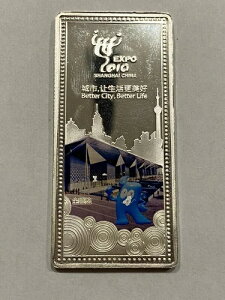 EXPO
2010
SHANGHAI CHINA
城市,让生活更美好
Better City, Better Life